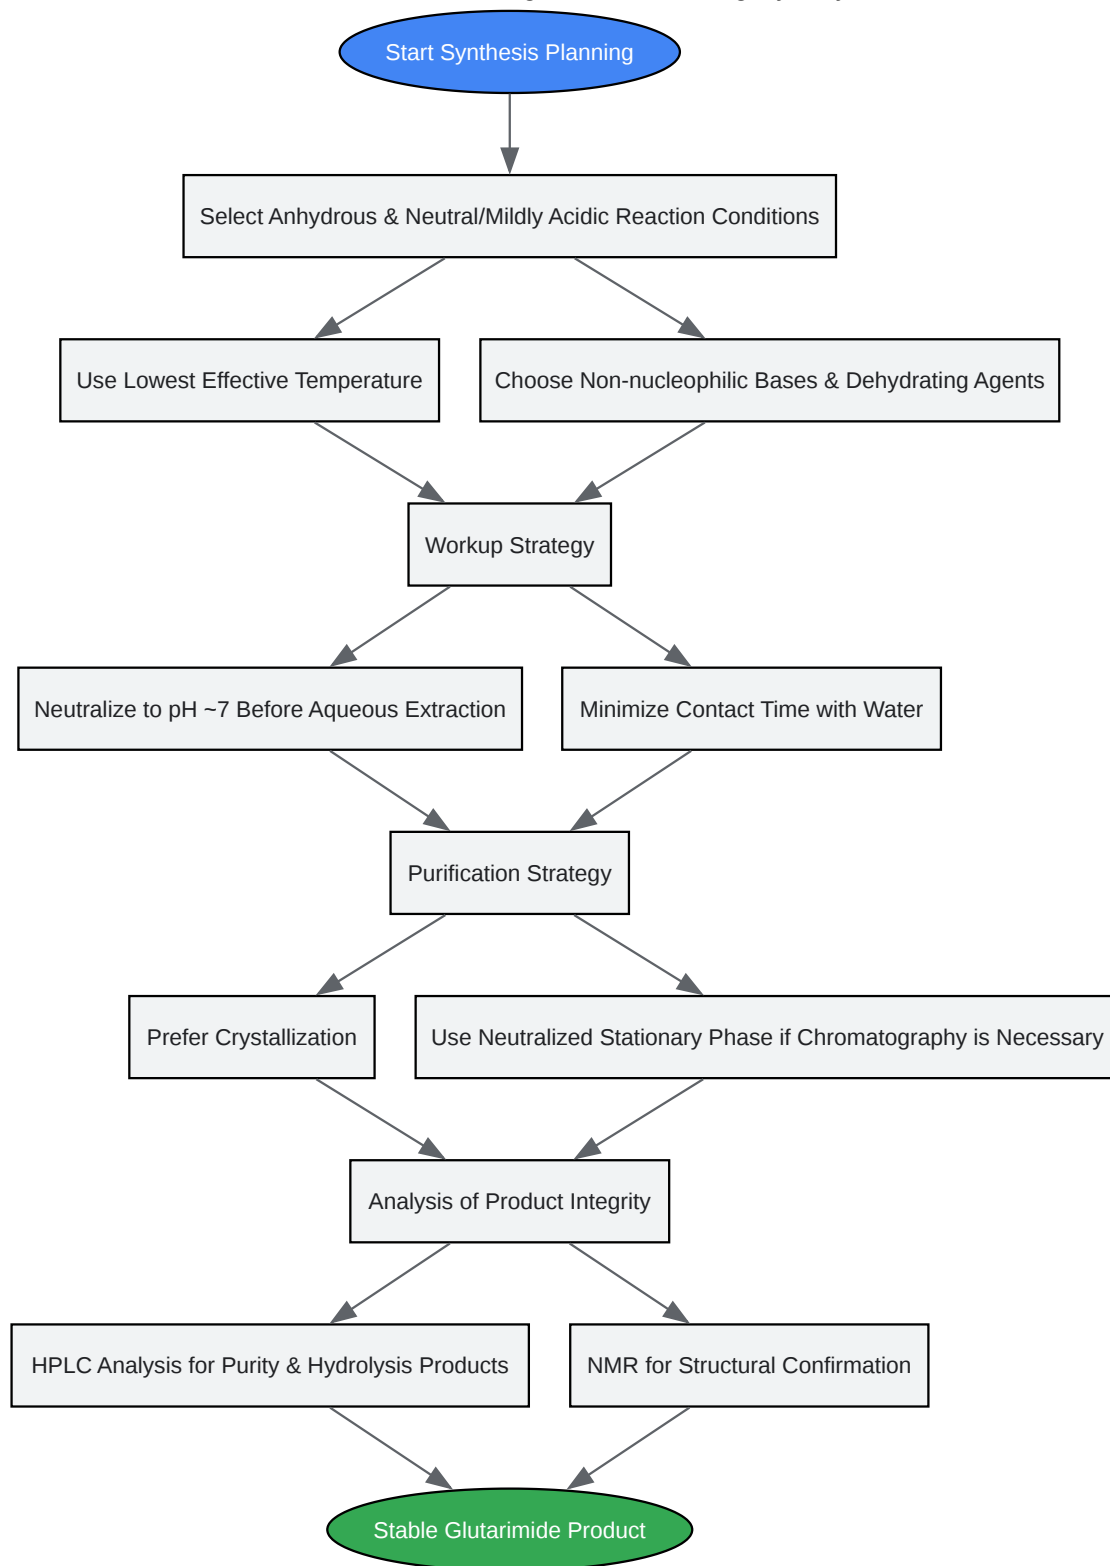 Start Synthesis Planning
Select Anhydrous & Neutral/Mildly Acidic Reaction Conditions
Use Lowest Effective Temperature
Choose Non-nucleophilic Bases & Dehydrating Agents
Workup Strategy
Neutralize to pH ~7 Before Aqueous Extraction
Minimize Contact Time with Water
Purification Strategy
Prefer Crystallization
Use Neutralized Stationary Phase if Chromatography is Necessary
Analysis of Product Integrity
HPLC Analysis for Purity & Hydrolysis Products
NMR for Structural Confirmation
Stable Glutarimide Product